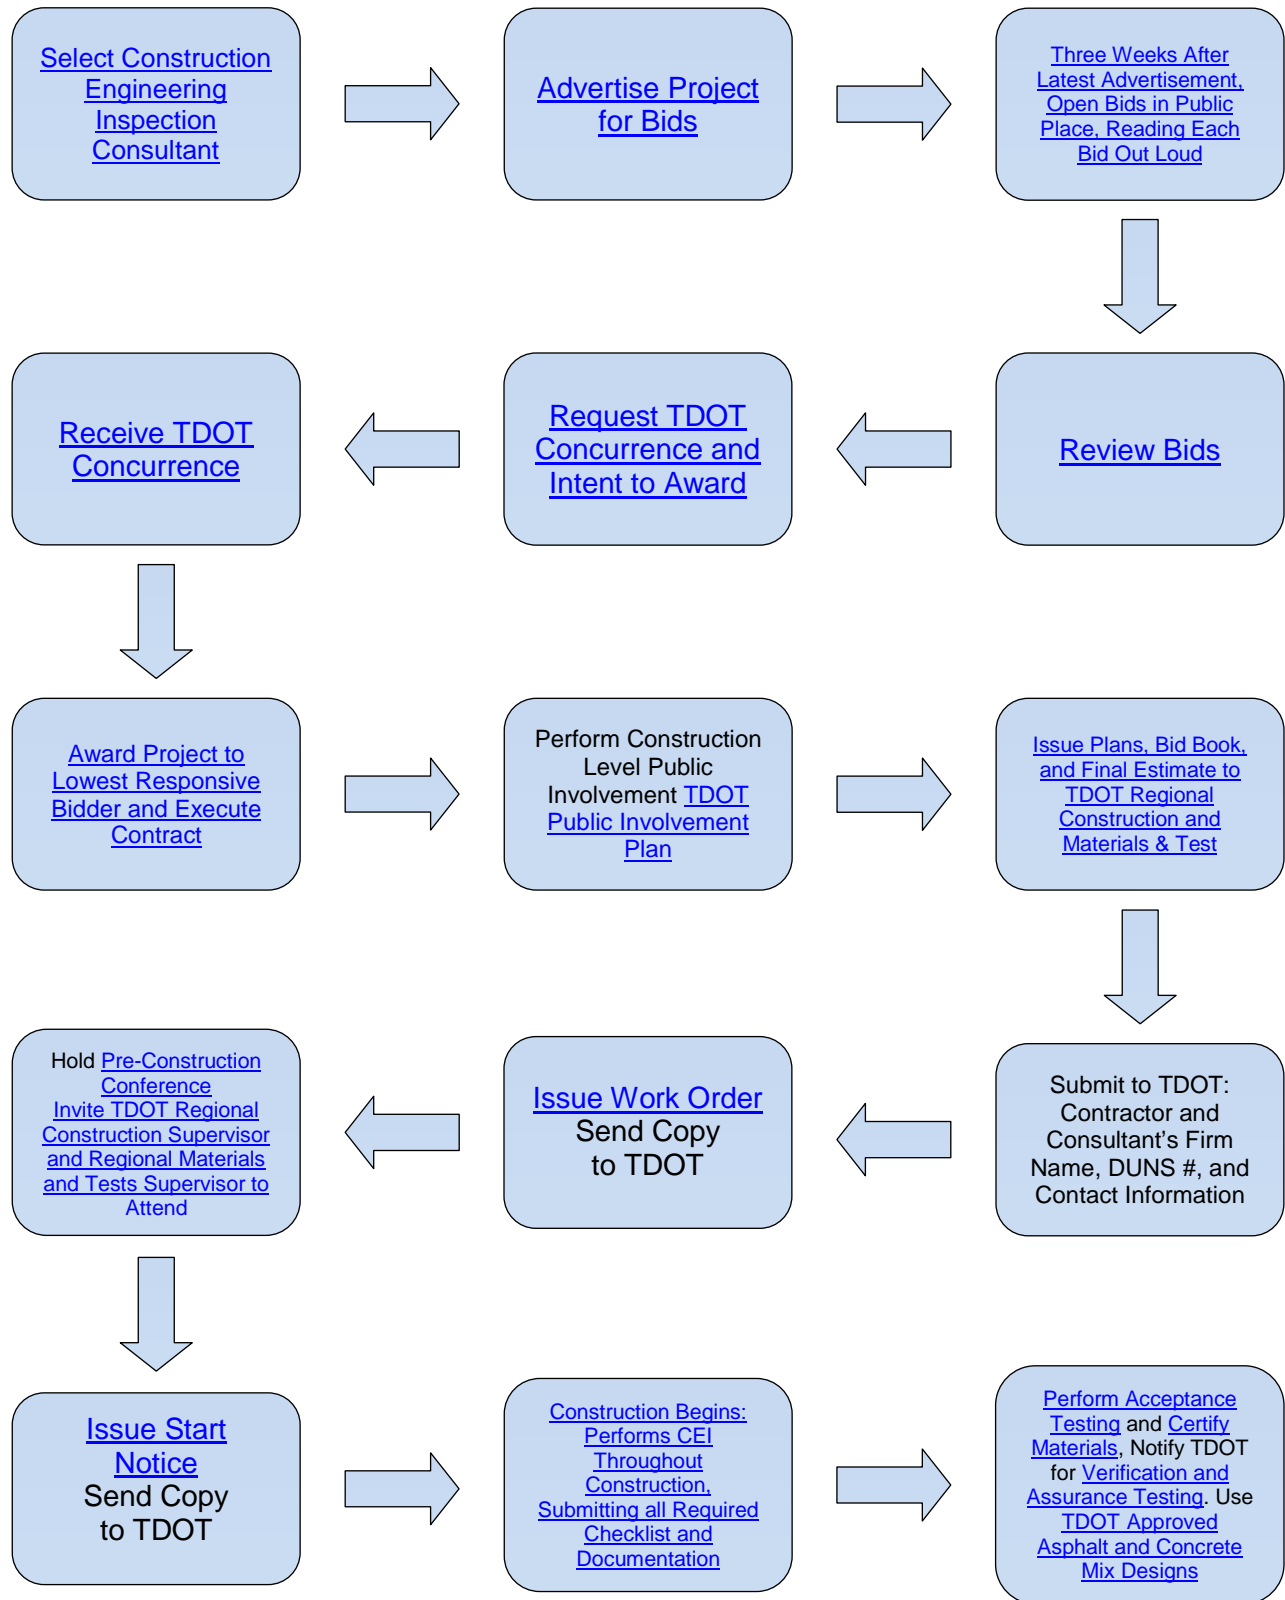 Select Construction
Engineering
Inspection
Consultant
Advertise Project
for Bids
Three Weeks After
Latest Advertisement,
Open Bids in Public
Place, Reading Each
Bid Out Loud
Receive TDOT
Concurrence
Request TDOT
Concurrence and
Intent to Award
Review Bids
Award Project to
Lowest Responsive
Bidder and Execute
Contract
Perform Construction
Level Public
Involvement TDOT
Public Involvement
Plan
Issue Plans, Bid Book,
and Final Estimate to
TDOT Regional
Construction and
Materials & Test
Hold Pre-Construction
Conference
Invite TDOT Regional
Construction Supervisor
and Regional Materials
and Tests Supervisor to
Attend
Issue Work Order
Send Copy
to TDOT
Submit to TDOT:
Contractor and
Consultant’s Firm
Name, DUNS #, and
Contact Information
Issue Start
Notice
Send Copy
to TDOT
Construction Begins:
Performs CEI
Throughout
Construction,
Submitting all Required
Checklist and
Documentation
Perform Acceptance
Testing and Certify
Materials, Notify TDOT
for Verification and
Assurance Testing. Use
TDOT Approved
Asphalt and Concrete
Mix Designs